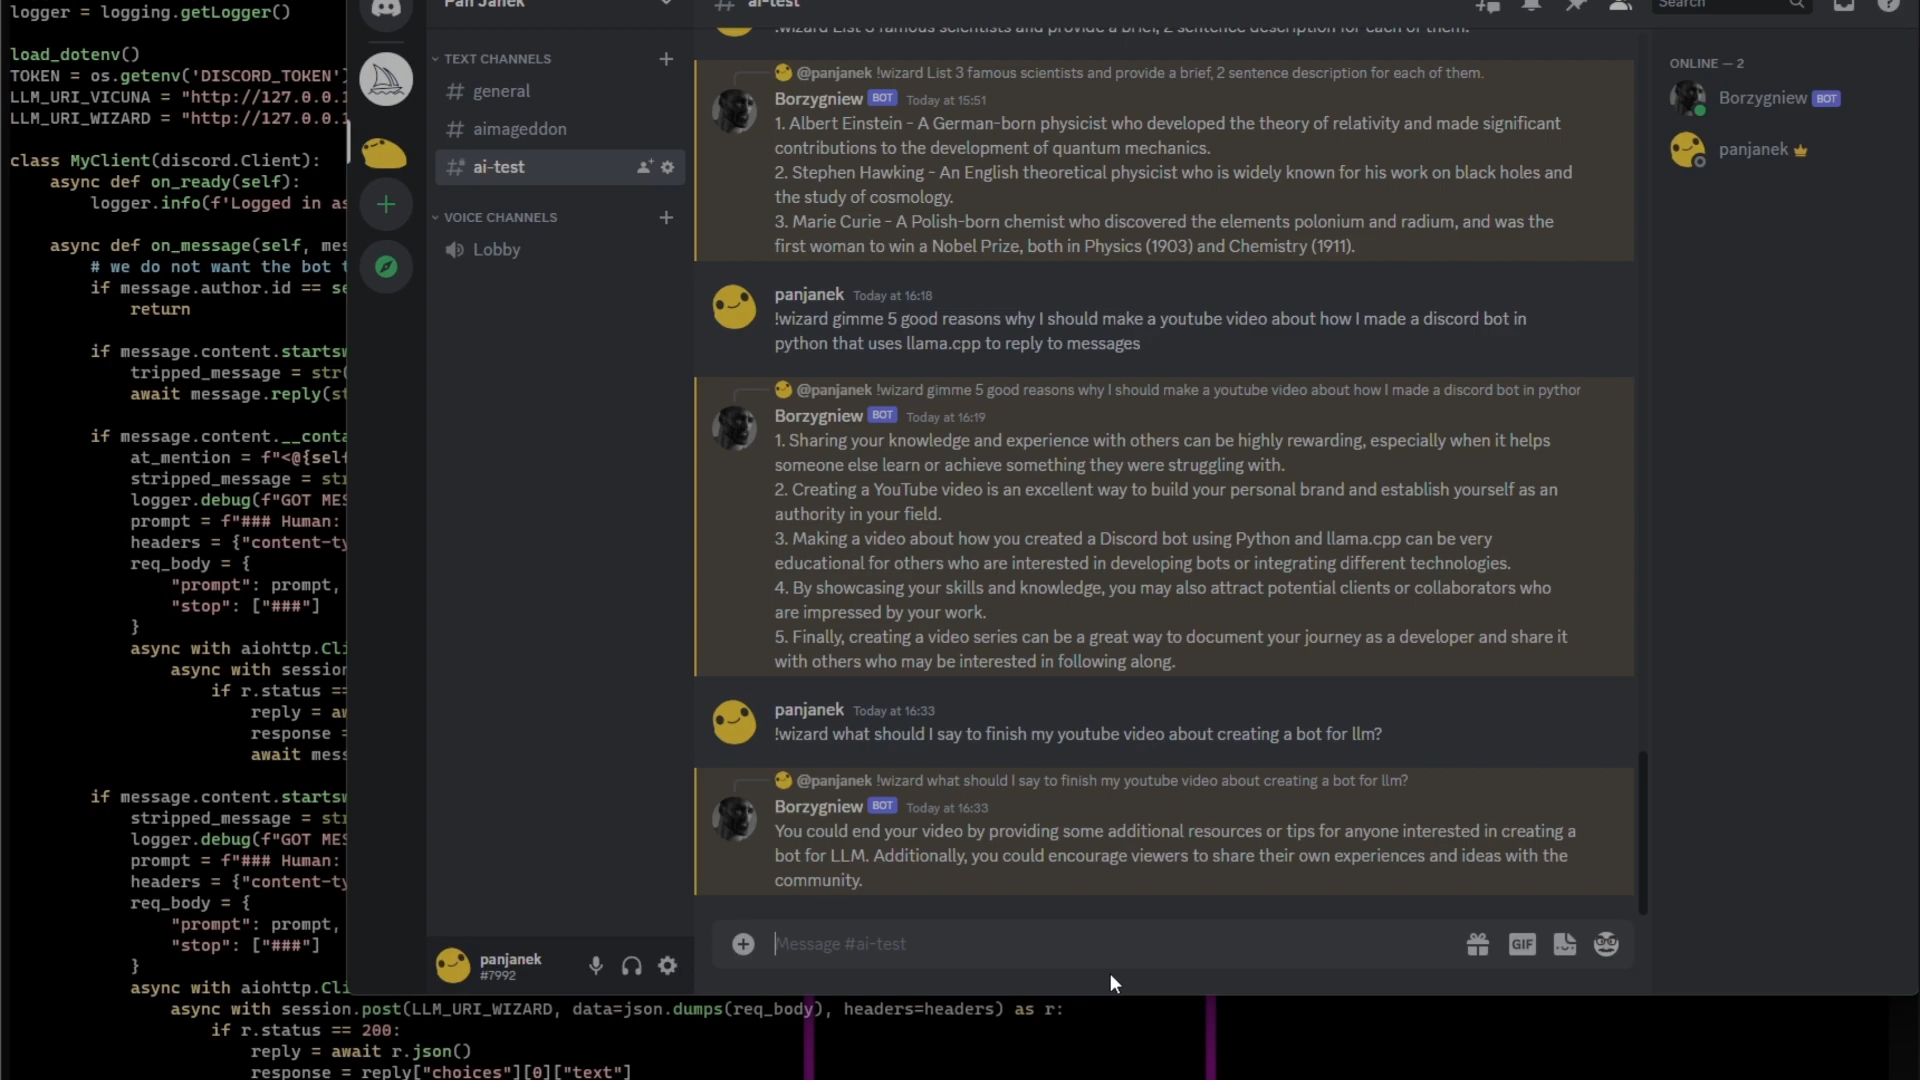 logger = logging.getLogger()
load_dotenv()
TOKEN = os.getenv('DISCORD_TOKEN')
LLM_URI_VICUNA = "http://127.0.0.1
LLM_URI_WIZARD = "http://127.0.0.1
class MyClient(discord.Client):
async def on_ready(self):
logger.info(f'Logged in as
async def on_message(self, mes
# we do not want the bot t
if message.author.id == se
return
if message.content.startsw
tripped_message = str(
await message.reply(st
if message.content.__conta
at_mention = f"<@{self
stripped_message = str
logger.debug(f"GOT MES
prompt = f"### Human:
headers = {"content-ty
req_body = {
"prompt": prompt,
"stop": ["###"]
}
async with aiohttp.Cli
async with session
if r.status ==
reply = aw
response =
await mess
if message.content.startsw
stripped_message = str
logger.debug(f"GOT MES
prompt = f"### Human:
headers = {"content-ty
req_body = {
"prompt": prompt,
"stop": ["###"]
}
async with aiohttp.Cli
async with session.post(LLM_URI_WIZARD, data=json.dumps(req_body), headers=headers) as r:
if r.status == 200:
reply = await r.json()
response = reply["choices"][0]["text"]
Pan Janek
TEXT CHANNELS
general
aimageddon
ai-test
VOICE CHANNELS
Lobby
panjanek
#7992
ai-test
Search
!wizard List 3 famous scientists and provide a brief, 2 sentence description for each of them.
@panjanek !wizard List 3 famous scientists and provide a brief, 2 sentence description for each of them.
Borzygniew BOT Today at 15:51
1. Albert Einstein - A German-born physicist who developed the theory of relativity and made significant
contributions to the development of quantum mechanics.
2. Stephen Hawking - An English theoretical physicist who is widely known for his work on black holes and
the study of cosmology.
3. Marie Curie - A Polish-born chemist who discovered the elements polonium and radium, and was the
first woman to win a Nobel Prize, both in Physics (1903) and Chemistry (1911).
panjanek Today at 16:18
!wizard gimme 5 good reasons why I should make a youtube video about how I made a discord bot in
python that uses llama.cpp to reply to messages
@panjanek !wizard gimme 5 good reasons why I should make a youtube video about how I made a discord bot in python
Borzygniew BOT Today at 16:19
1. Sharing your knowledge and experience with others can be highly rewarding, especially when it helps
someone else learn or achieve something they were struggling with.
2. Creating a YouTube video is an excellent way to build your personal brand and establish yourself as an
authority in your field.
3. Making a video about how you created a Discord bot using Python and llama.cpp can be very
educational for others who are interested in developing bots or integrating different technologies.
4. By showcasing your skills and knowledge, you may also attract potential clients or collaborators who
are impressed by your work.
5. Finally, creating a video series can be a great way to document your journey as a developer and share it
with others who may be interested in following along.
panjanek Today at 16:33
!wizard what should I say to finish my youtube video about creating a bot for llm?
@panjanek !wizard what should I say to finish my youtube video about creating a bot for llm?
Borzygniew BOT Today at 16:33
You could end your video by providing some additional resources or tips for anyone interested in creating a
bot for LLM. Additionally, you could encourage viewers to share their own experiences and ideas with the
community.
Message #ai-test
GIF
ONLINE — 2
Borzygniew BOT
panjanek